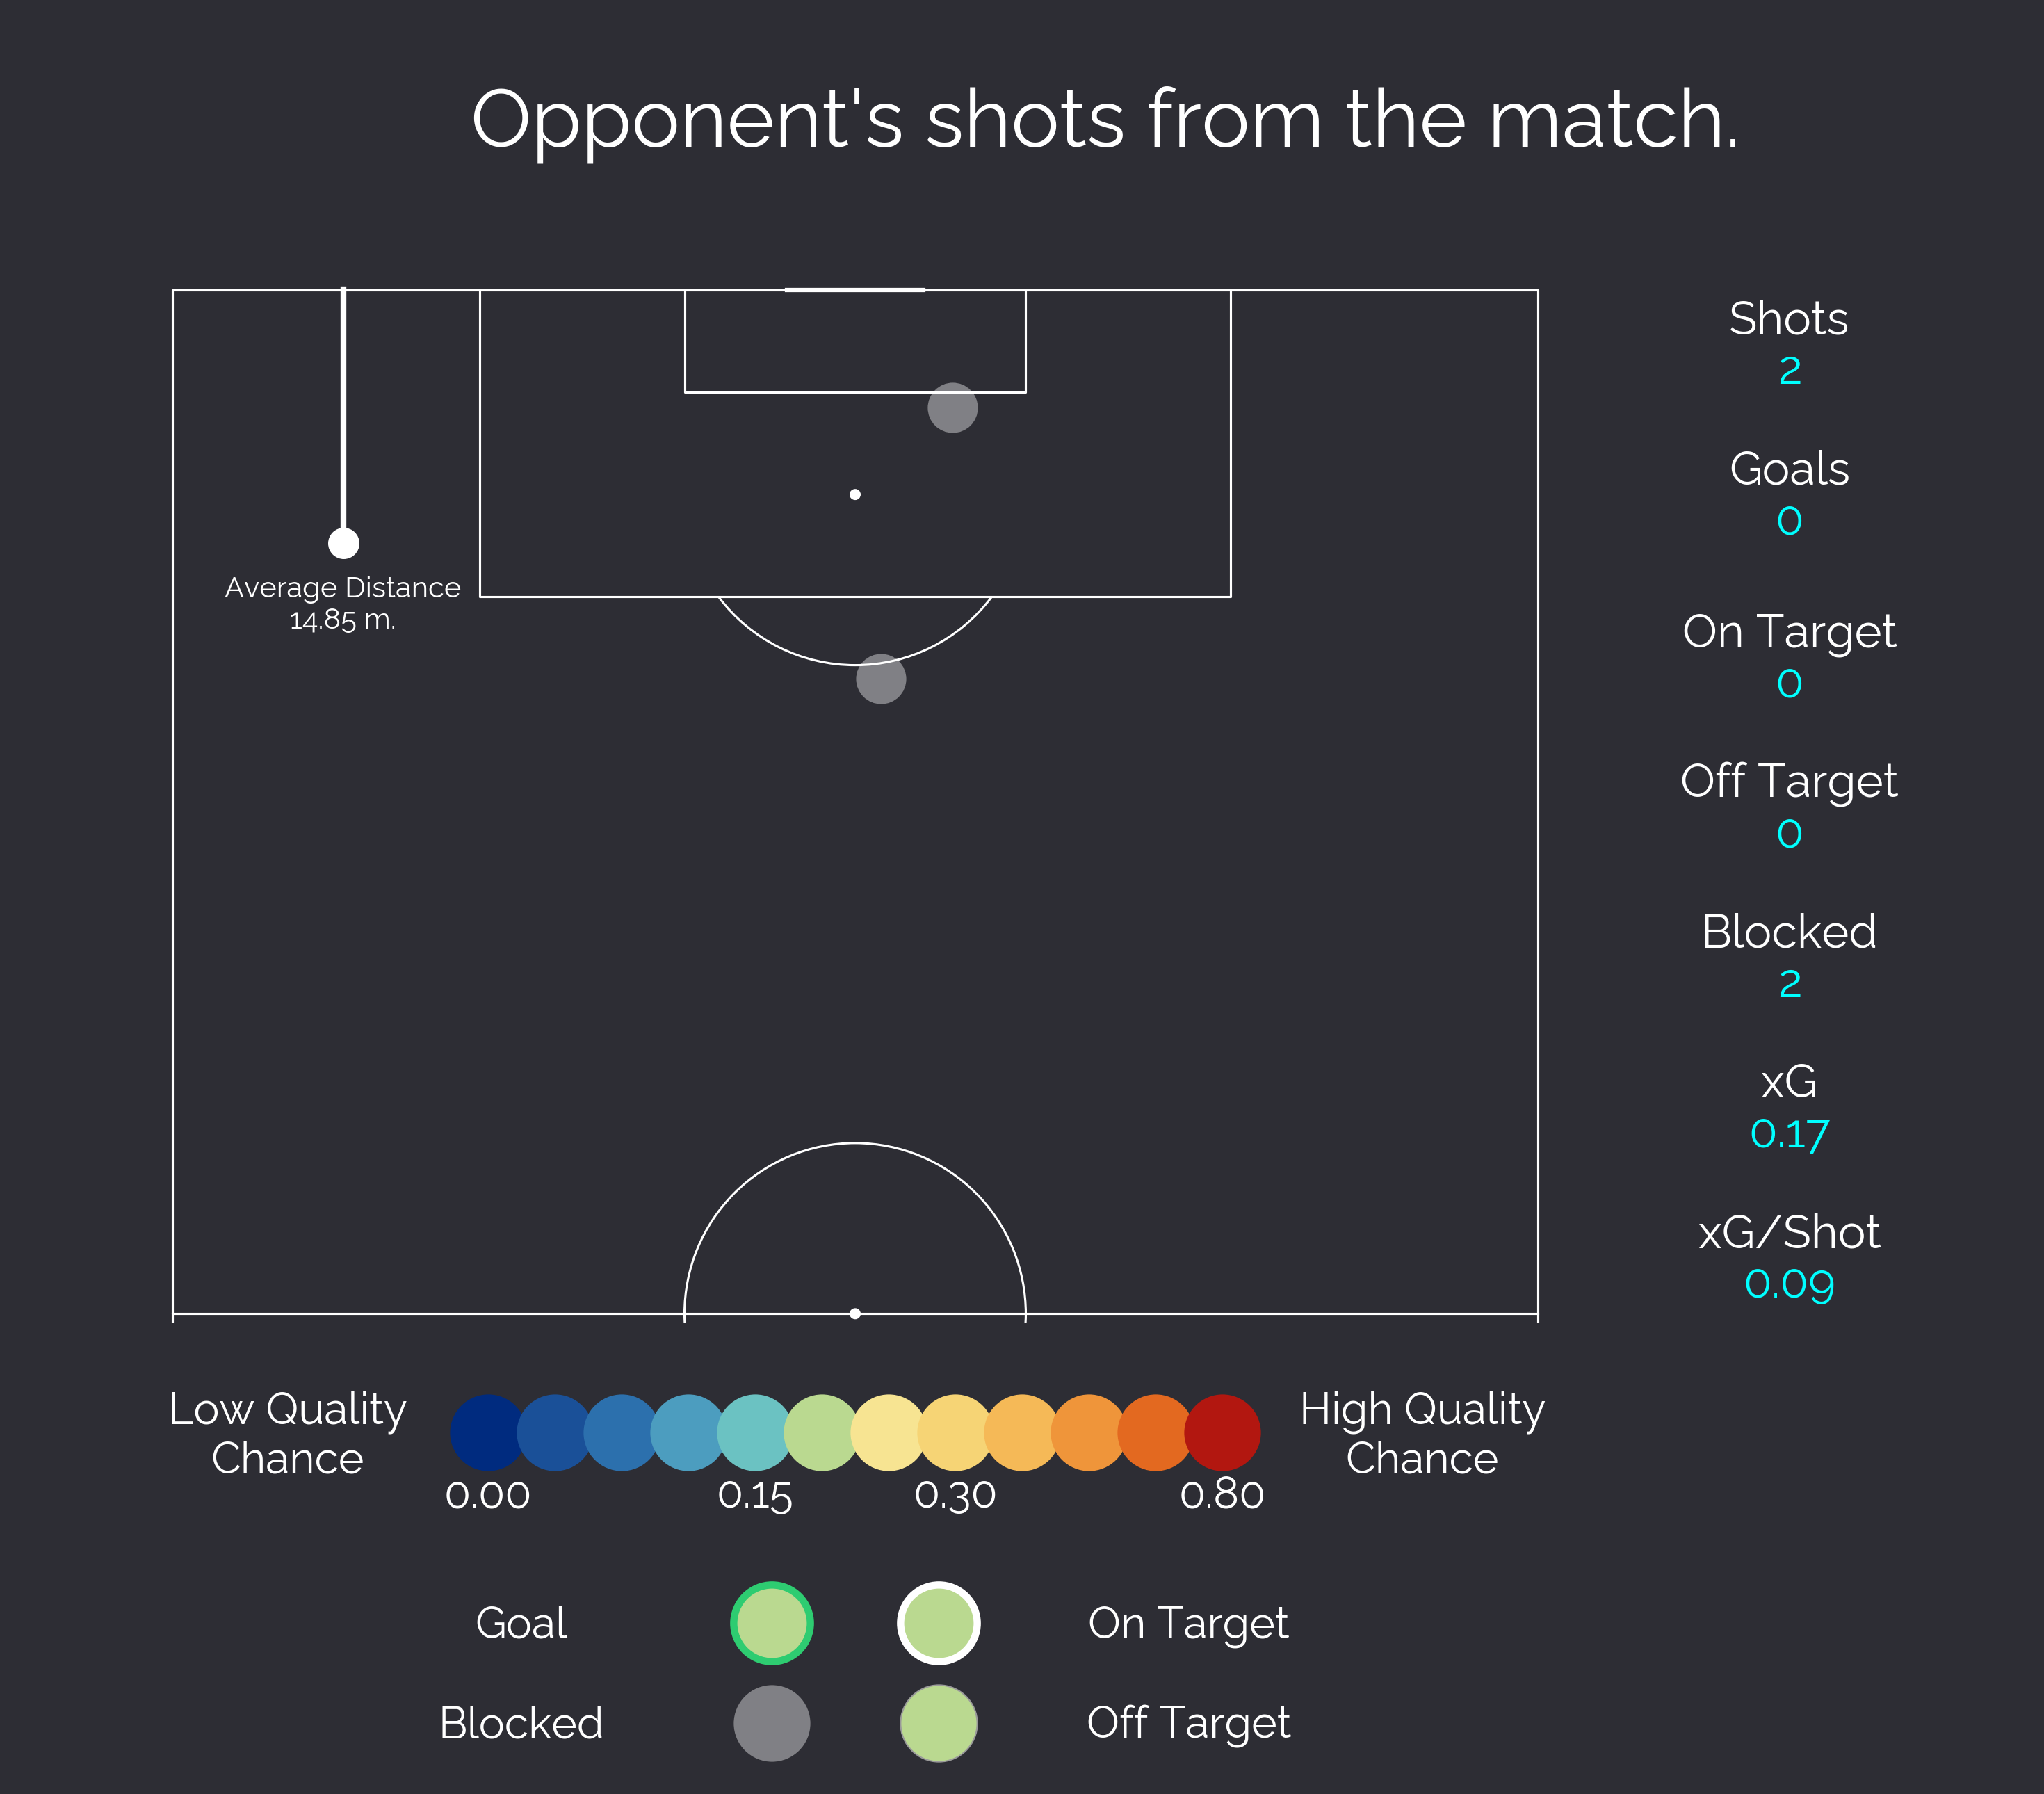 Opponent's shots from the match.
Shots
2
Goals
0
On Target
0
Off Target
0
Blocked
2
xG
0.17
xG/Shot
0.09
Average Distance
14.85 m.
Low Quality
Chance
0.00
0.15
0.30
0.80
High Quality
Chance
Goal
On Target
Blocked
Off Target